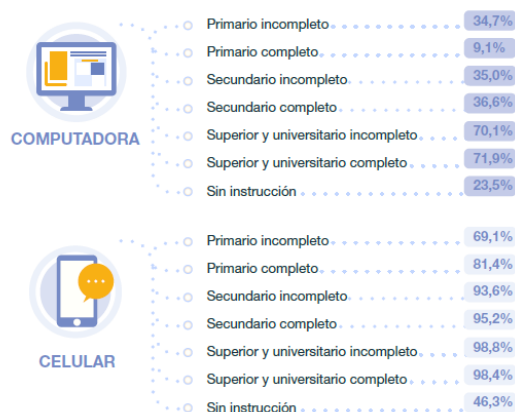 COMPUTADORA
Primario incompleto 34,7%
Primario completo 9,1%
Secundario incompleto 35,0%
Secundario completo 36,6%
Superior y universitario incompleto 70,1%
Superior y universitario completo 71,9%
Sin instrucción 23,5%
CELULAR
Primario incompleto 69,1%
Primario completo 81,4%
Secundario incompleto 93,6%
Secundario completo 95,2%
Superior y universitario incompleto 98,8%
Superior y universitario completo 98,4%
Sin instrucción 46,3%